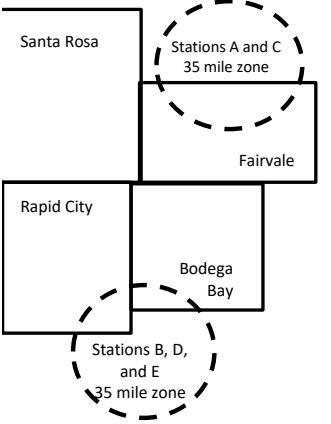 Santa Rosa
Stations A and C
35 mile zone
Fairvale
Rapid City
Bodega
Bay
Stations B, D,
and E
35 mile zone